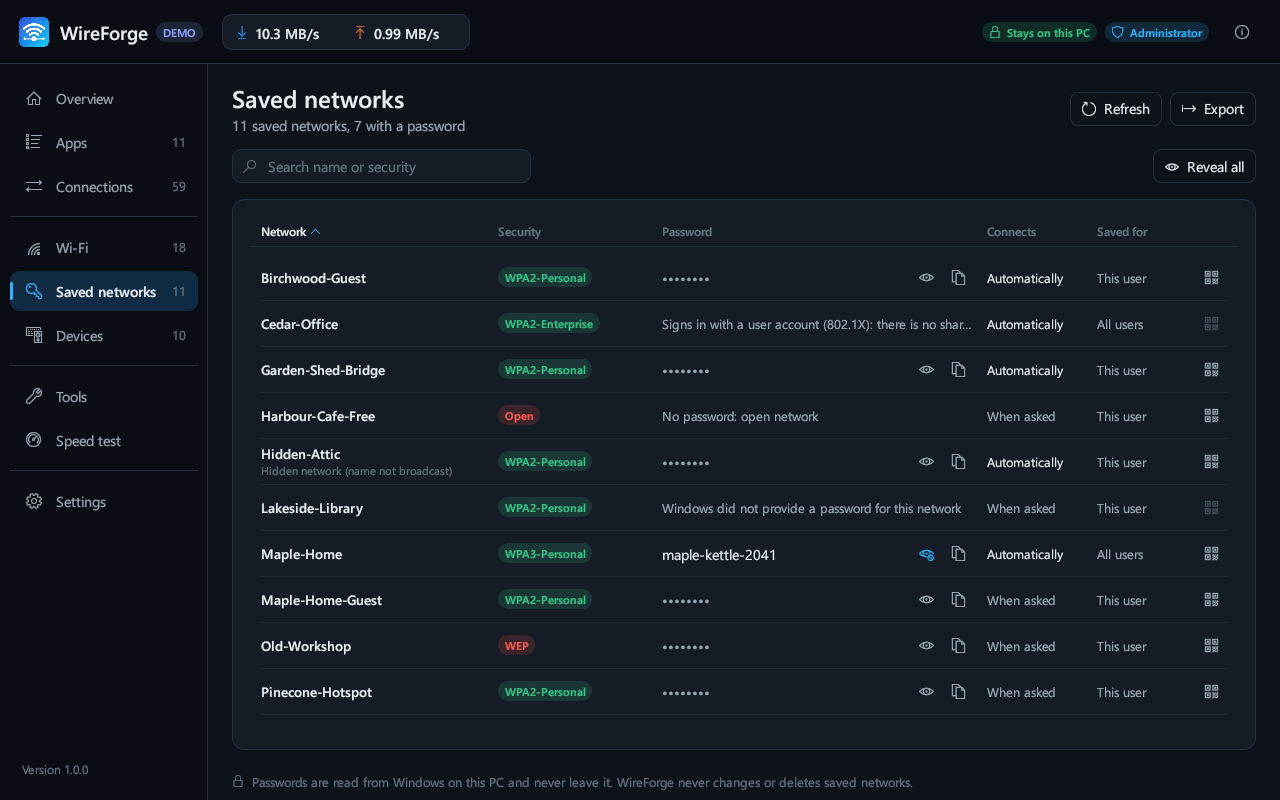 WireForge DEMO
10.3 MB/s 0.99 MB/s
Stays on this PC
Administrator
Overview
Apps 11
Connections 59
Wi-Fi 18
Saved networks 11
Devices 10
Tools
Speed test
Settings
Version 1.0.0
Saved networks
11 saved networks, 7 with a password
Refresh
Export
Search name or security
Reveal all
Network Security Password Connects Saved for
Birchwood-Guest WPA2-Personal •••••••• Automatically This user
Cedar-Office WPA2-Enterprise Signs in with a user account (802.1X): there is no shar... Automatically All users
Garden-Shed-Bridge WPA2-Personal •••••••• Automatically This user
Harbour-Cafe-Free Open No password: open network When asked This user
Hidden-Attic WPA2-Personal •••••••• Automatically This user
Hidden network (name not broadcast)
Lakeside-Library WPA2-Personal Windows did not provide a password for this network When asked This user
Maple-Home WPA3-Personal maple-kettle-2041 Automatically All users
Maple-Home-Guest WPA2-Personal •••••••• When asked This user
Old-Workshop WEP •••••••• When asked This user
Pinecone-Hotspot WPA2-Personal •••••••• When asked This user
Passwords are read from Windows on this PC and never leave it. WireForge never changes or deletes saved networks.